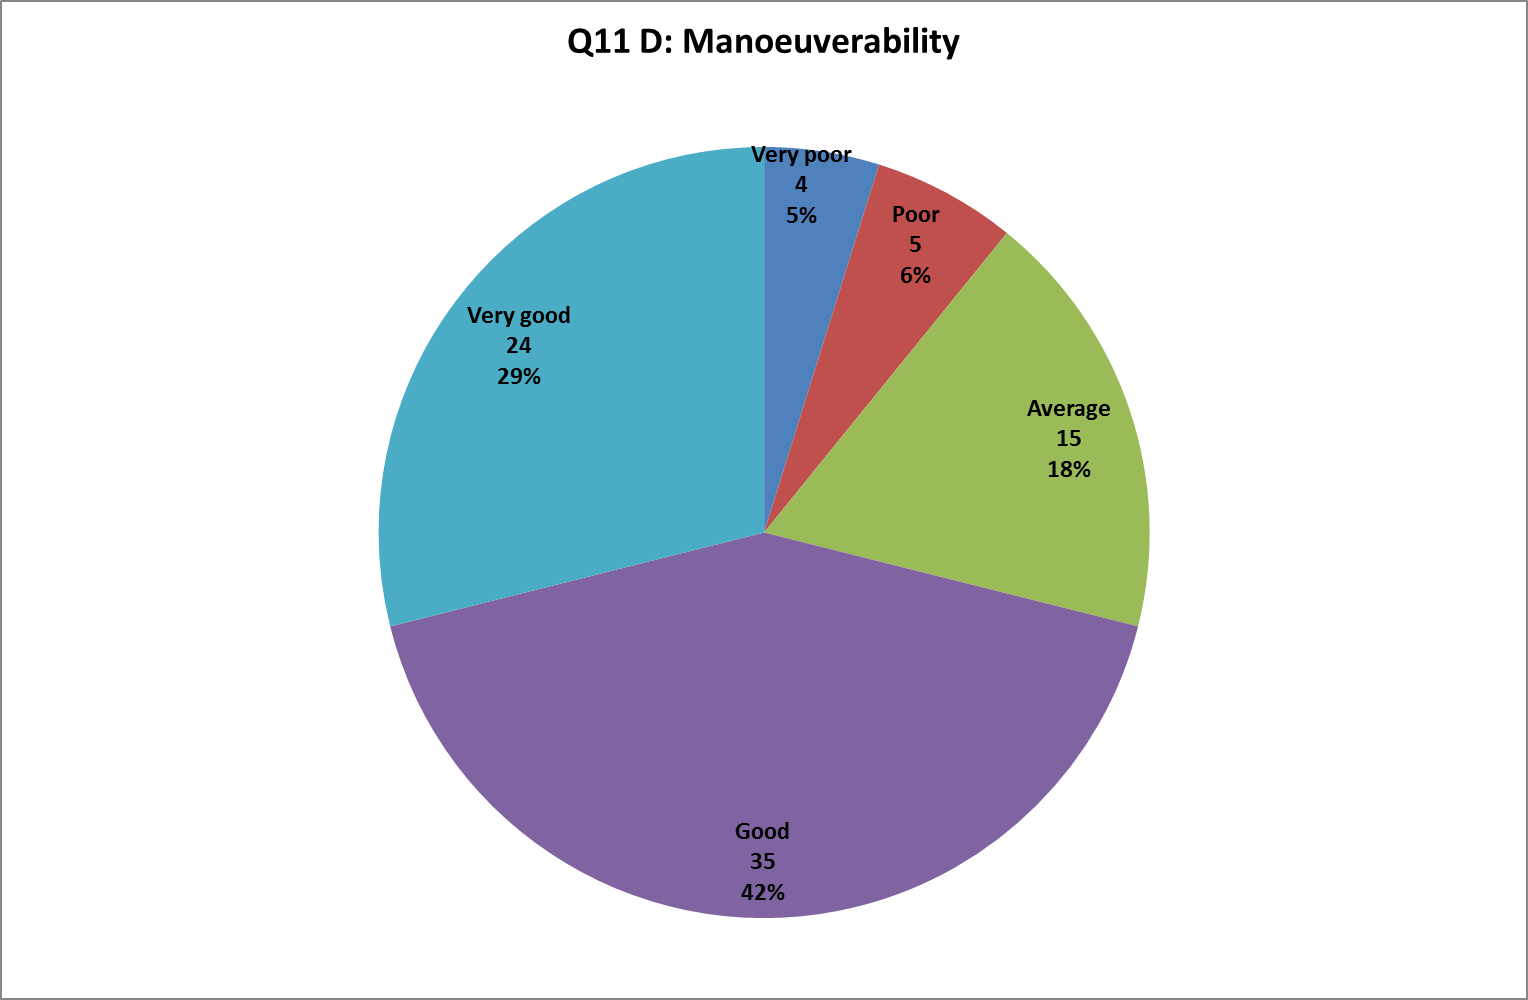 Q11 D: Manoeuverability
Very poor
4
5%
Poor
5
6%
Average
15
18%
Good
35
42%
Very good
24
29%